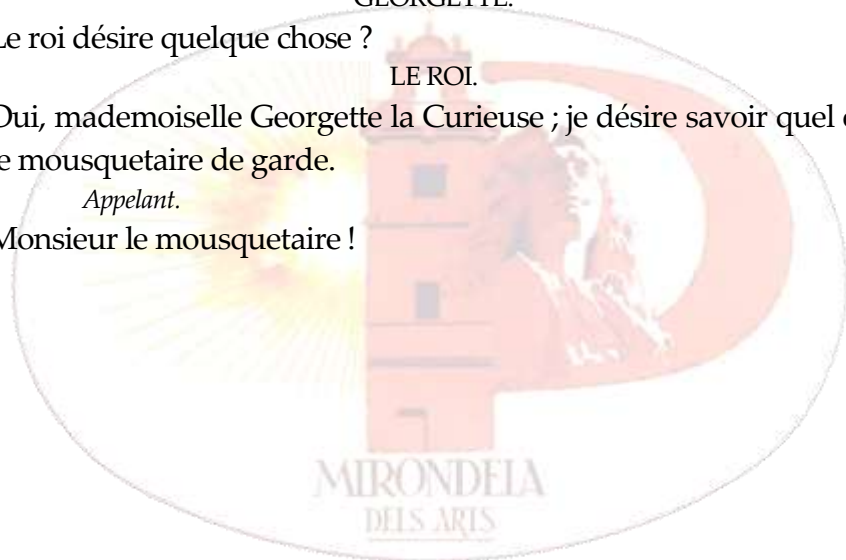 GEORGETTE.
Le roi désire quelque chose ?
LE ROI.
Oui, mademoiselle Georgette la Curieuse ; je désire savoir quel
le mousquetaire de garde.
Appelant.
Monsieur le mousquetaire !
MIRONDELA
DELS ARTS